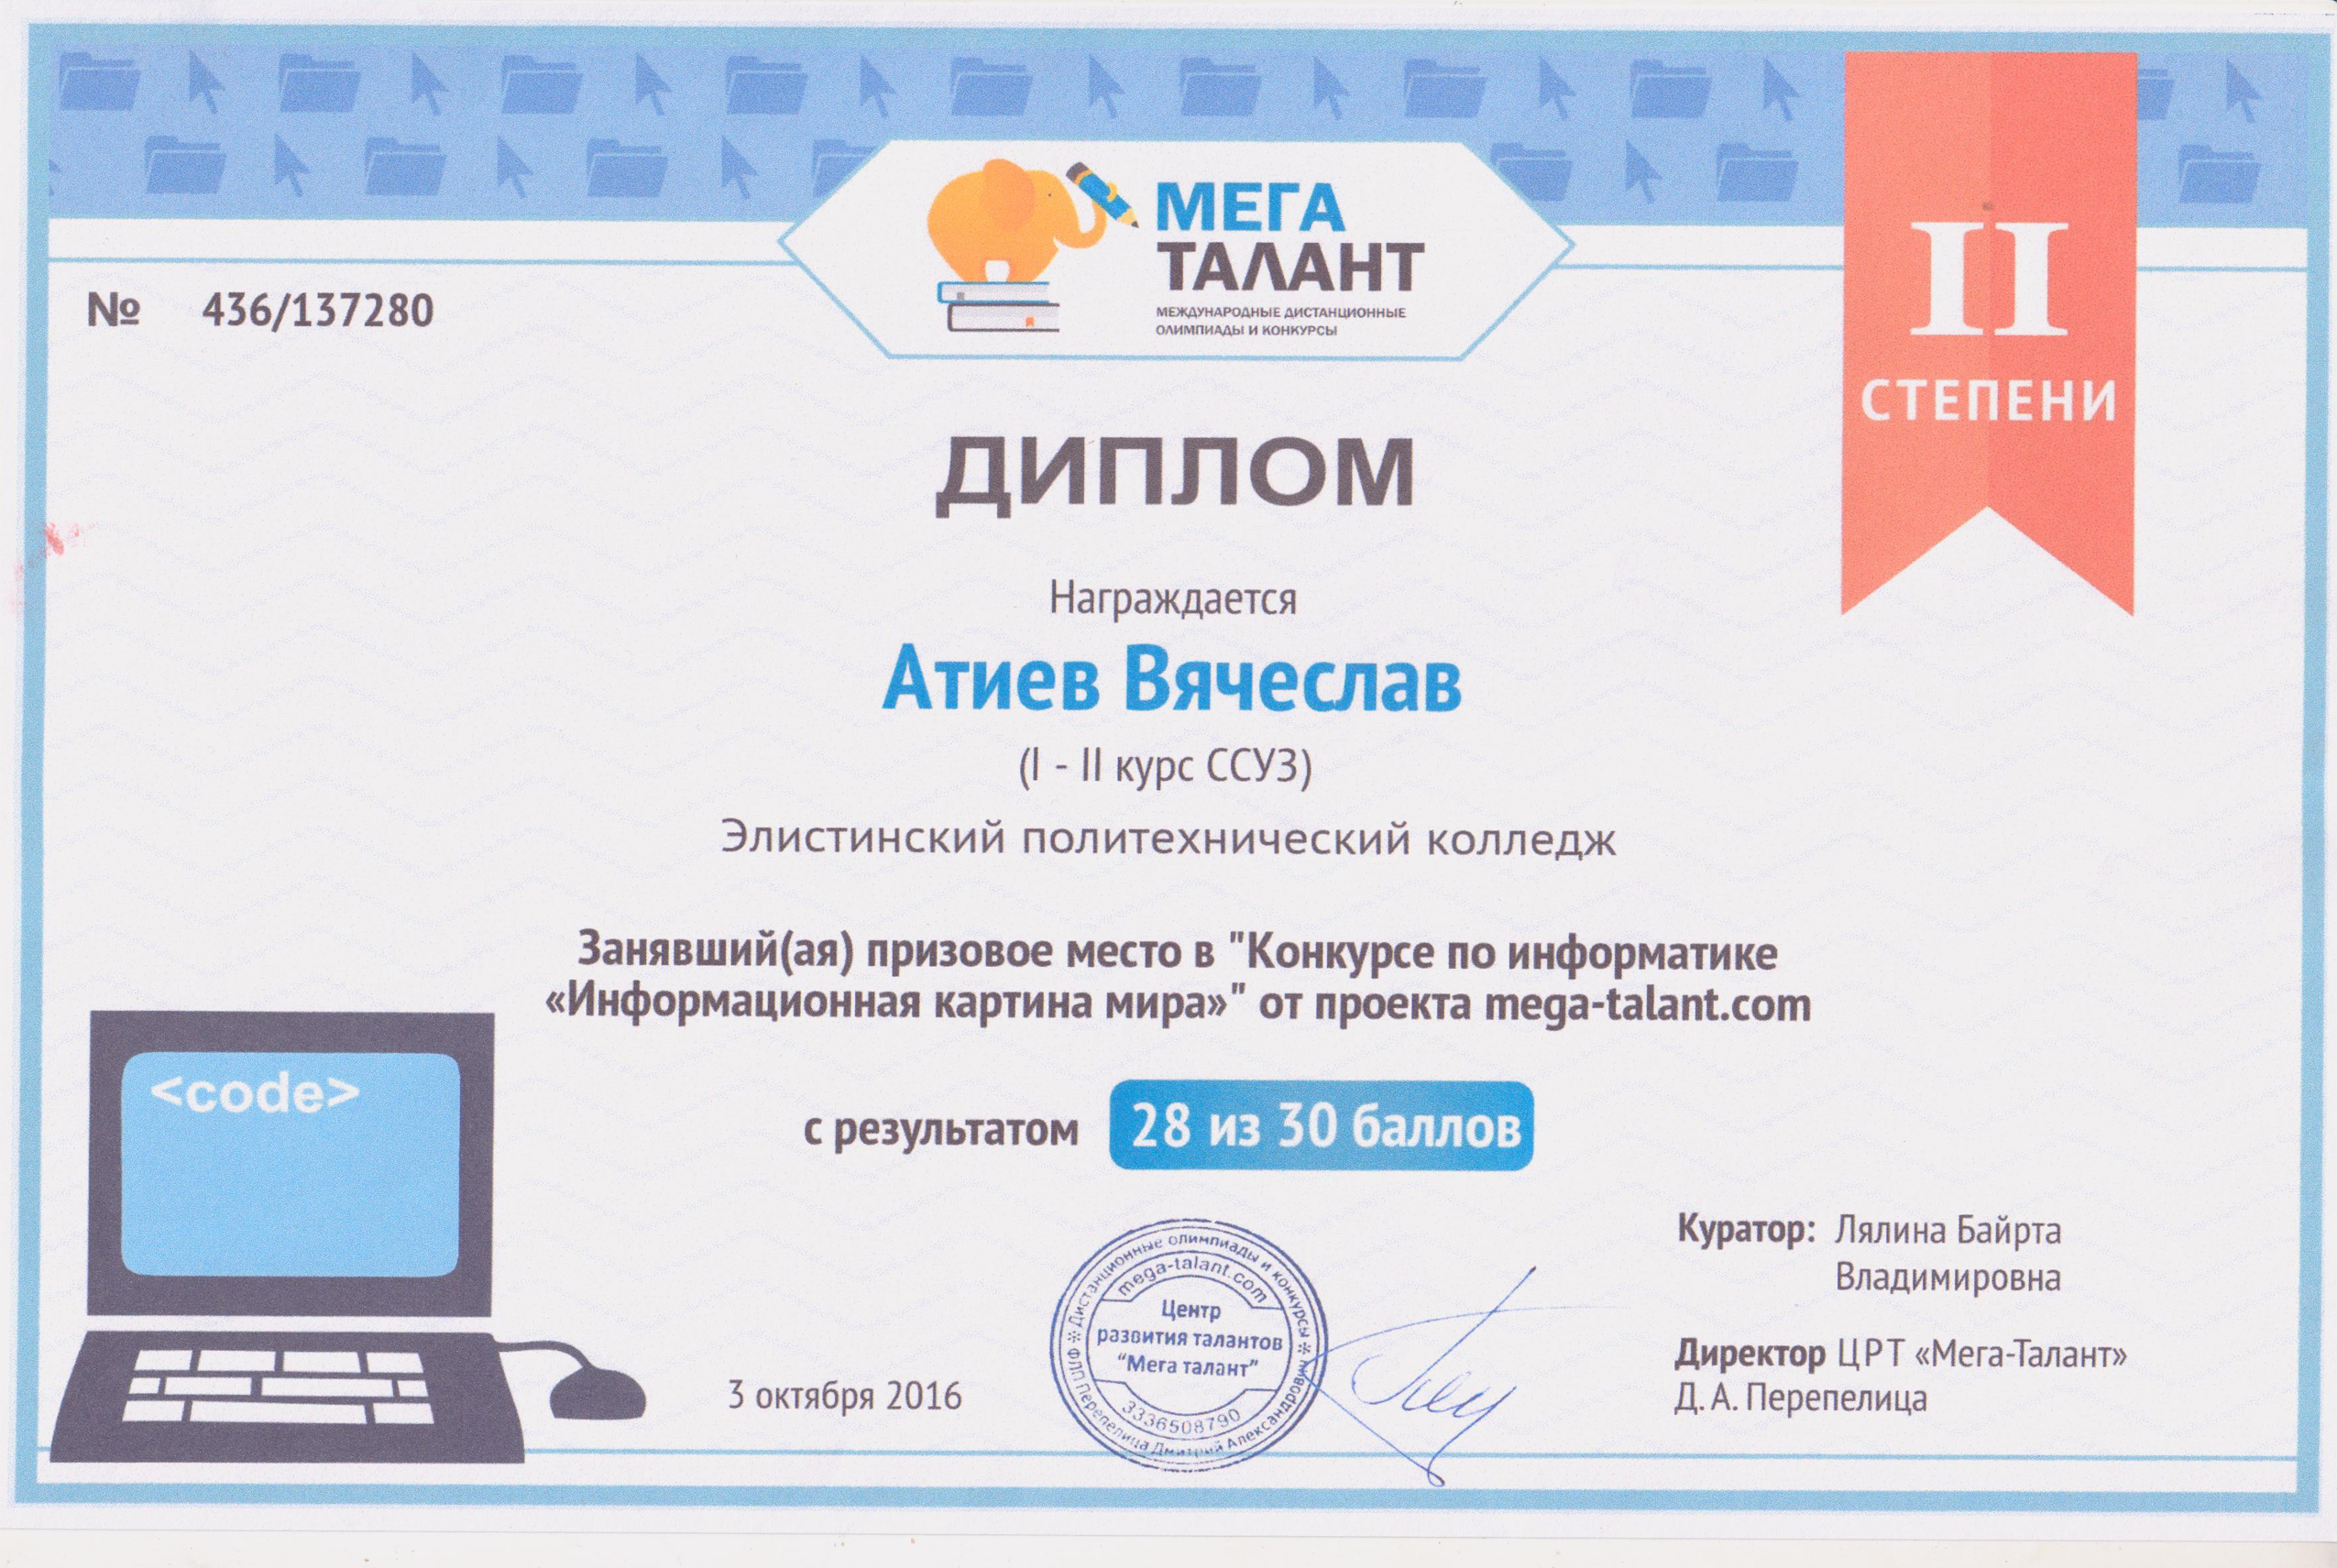 № 436/137280
МЕГА
ТАЛАНТ
МЕЖДУНАРОДНЫЕ ДИСТАНЦИОННЫЕ
ОЛИМПИАДЫ И КОНКУРСЫ
II
СТЕПЕНИ
ДИПЛОМ
Награждается
Атиев Вячеслав
(I - II курс ССУЗ)
Элистинский политехнический колледж
Занявший(ая) призовое место в "Конкурсе по информатике
«Информационная картина мира»" от проекта mega-talant.com
<code>
с результатом 28 из 30 баллов
Куратор: Лялина Байрта
Владимировна
Директор ЦРТ «Мега-Талант»
Д. А. Перепелица
3 октября 2016
Дистанционные олимпиады и конкурсы
mega-talant.com
Центр
развития талантов
"Мега талант"
3336508790
ФЛП Перепелица Дмитрий Александрович